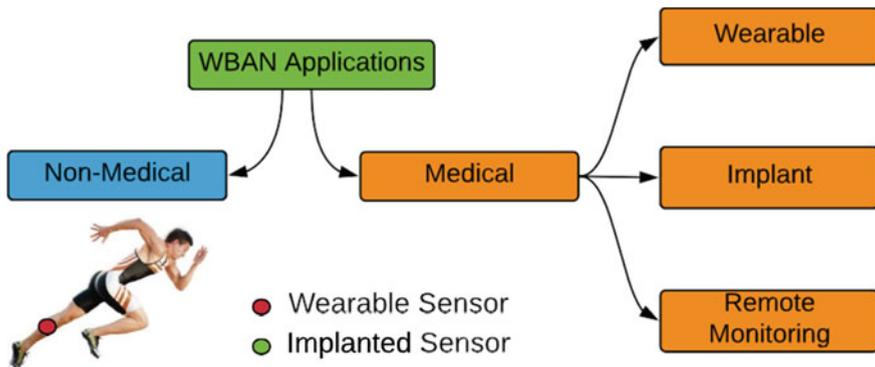 WBAN Applications
Non-Medical
Medical
Wearable
Implant
Remote
Monitoring
Wearable Sensor
Implanted Sensor